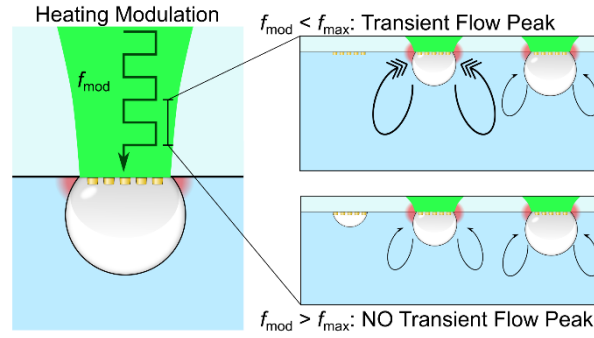 Heating Modulation
f_mod
f_mod < f_max: Transient Flow Peak
f_mod > f_max: NO Transient Flow Peak